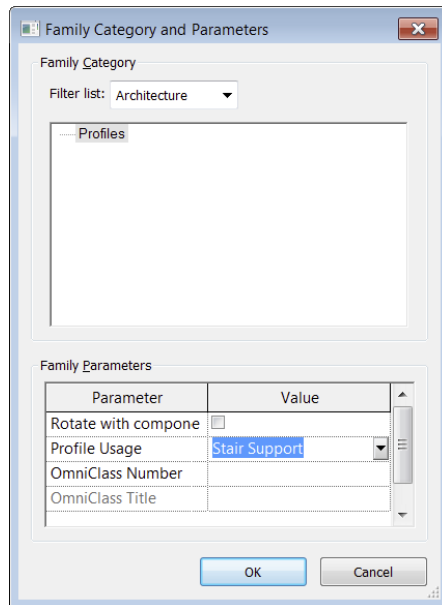 Family Category and Parameters
Family Category
Filter list: Architecture
Profiles
Family Parameters
Parameter Value
Rotate with compone
Profile Usage Stair Support
OmniClass Number
OmniClass Title
OK Cancel